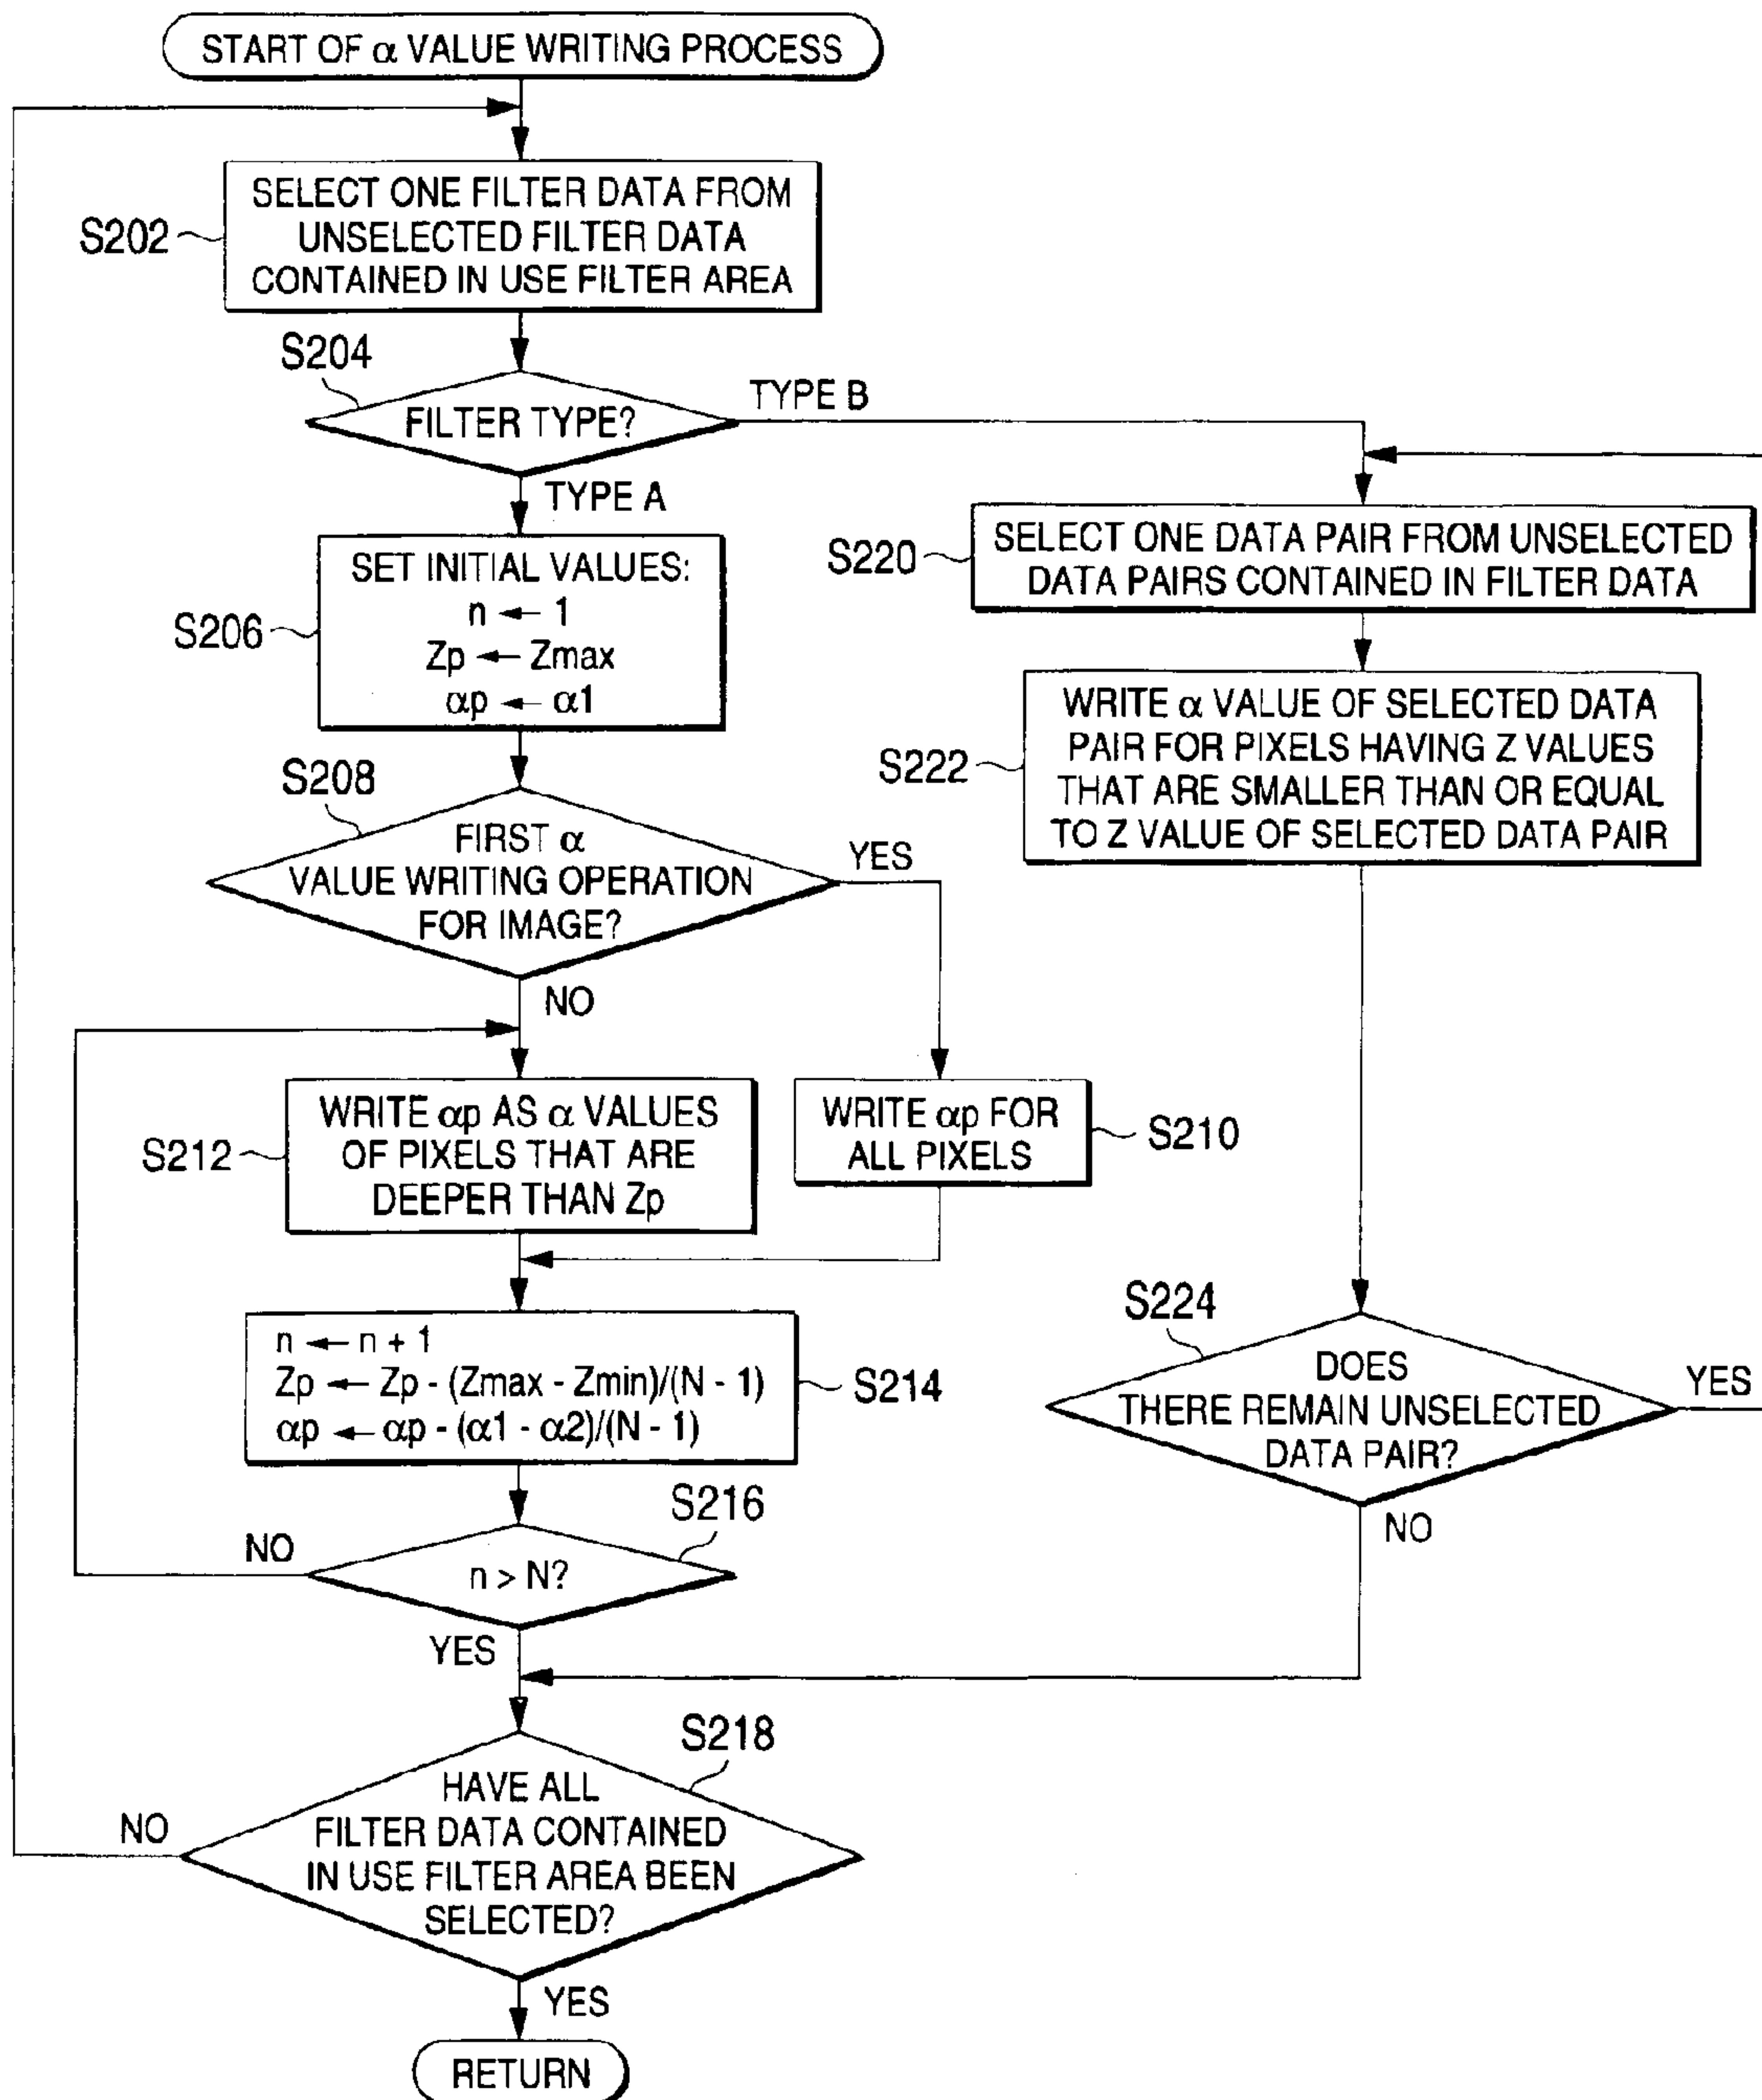 START OF α VALUE WRITING PROCESS
S202
SELECT ONE FILTER DATA FROM
UNSELECTED FILTER DATA
CONTAINED IN USE FILTER AREA
S204
FILTER TYPE?
TYPE B
TYPE A
S206
SET INITIAL VALUES:
n ← 1
Zp ← Zmax
αp ← α1
S220
SELECT ONE DATA PAIR FROM UNSELECTED
DATA PAIRS CONTAINED IN FILTER DATA
S222
WRITE α VALUE OF SELECTED DATA
PAIR FOR PIXELS HAVING Z VALUES
THAT ARE SMALLER THAN OR EQUAL
TO Z VALUE OF SELECTED DATA PAIR
S208
FIRST α
VALUE WRITING OPERATION
FOR IMAGE?
YES
NO
S212
WRITE αp AS α VALUES
OF PIXELS THAT ARE
DEEPER THAN Zp
WRITE αp FOR
ALL PIXELS
S210
n ← n + 1
Zp ← Zp - (Zmax - Zmin)/(N - 1)
αp ← αp - (α1 - α2)/(N - 1)
S214
S224
DOES
THERE REMAIN UNSELECTED
DATA PAIR?
YES
NO
S216
n > N?
NO
YES
S218
HAVE ALL
FILTER DATA CONTAINED
IN USE FILTER AREA BEEN
SELECTED?
NO
YES
RETURN